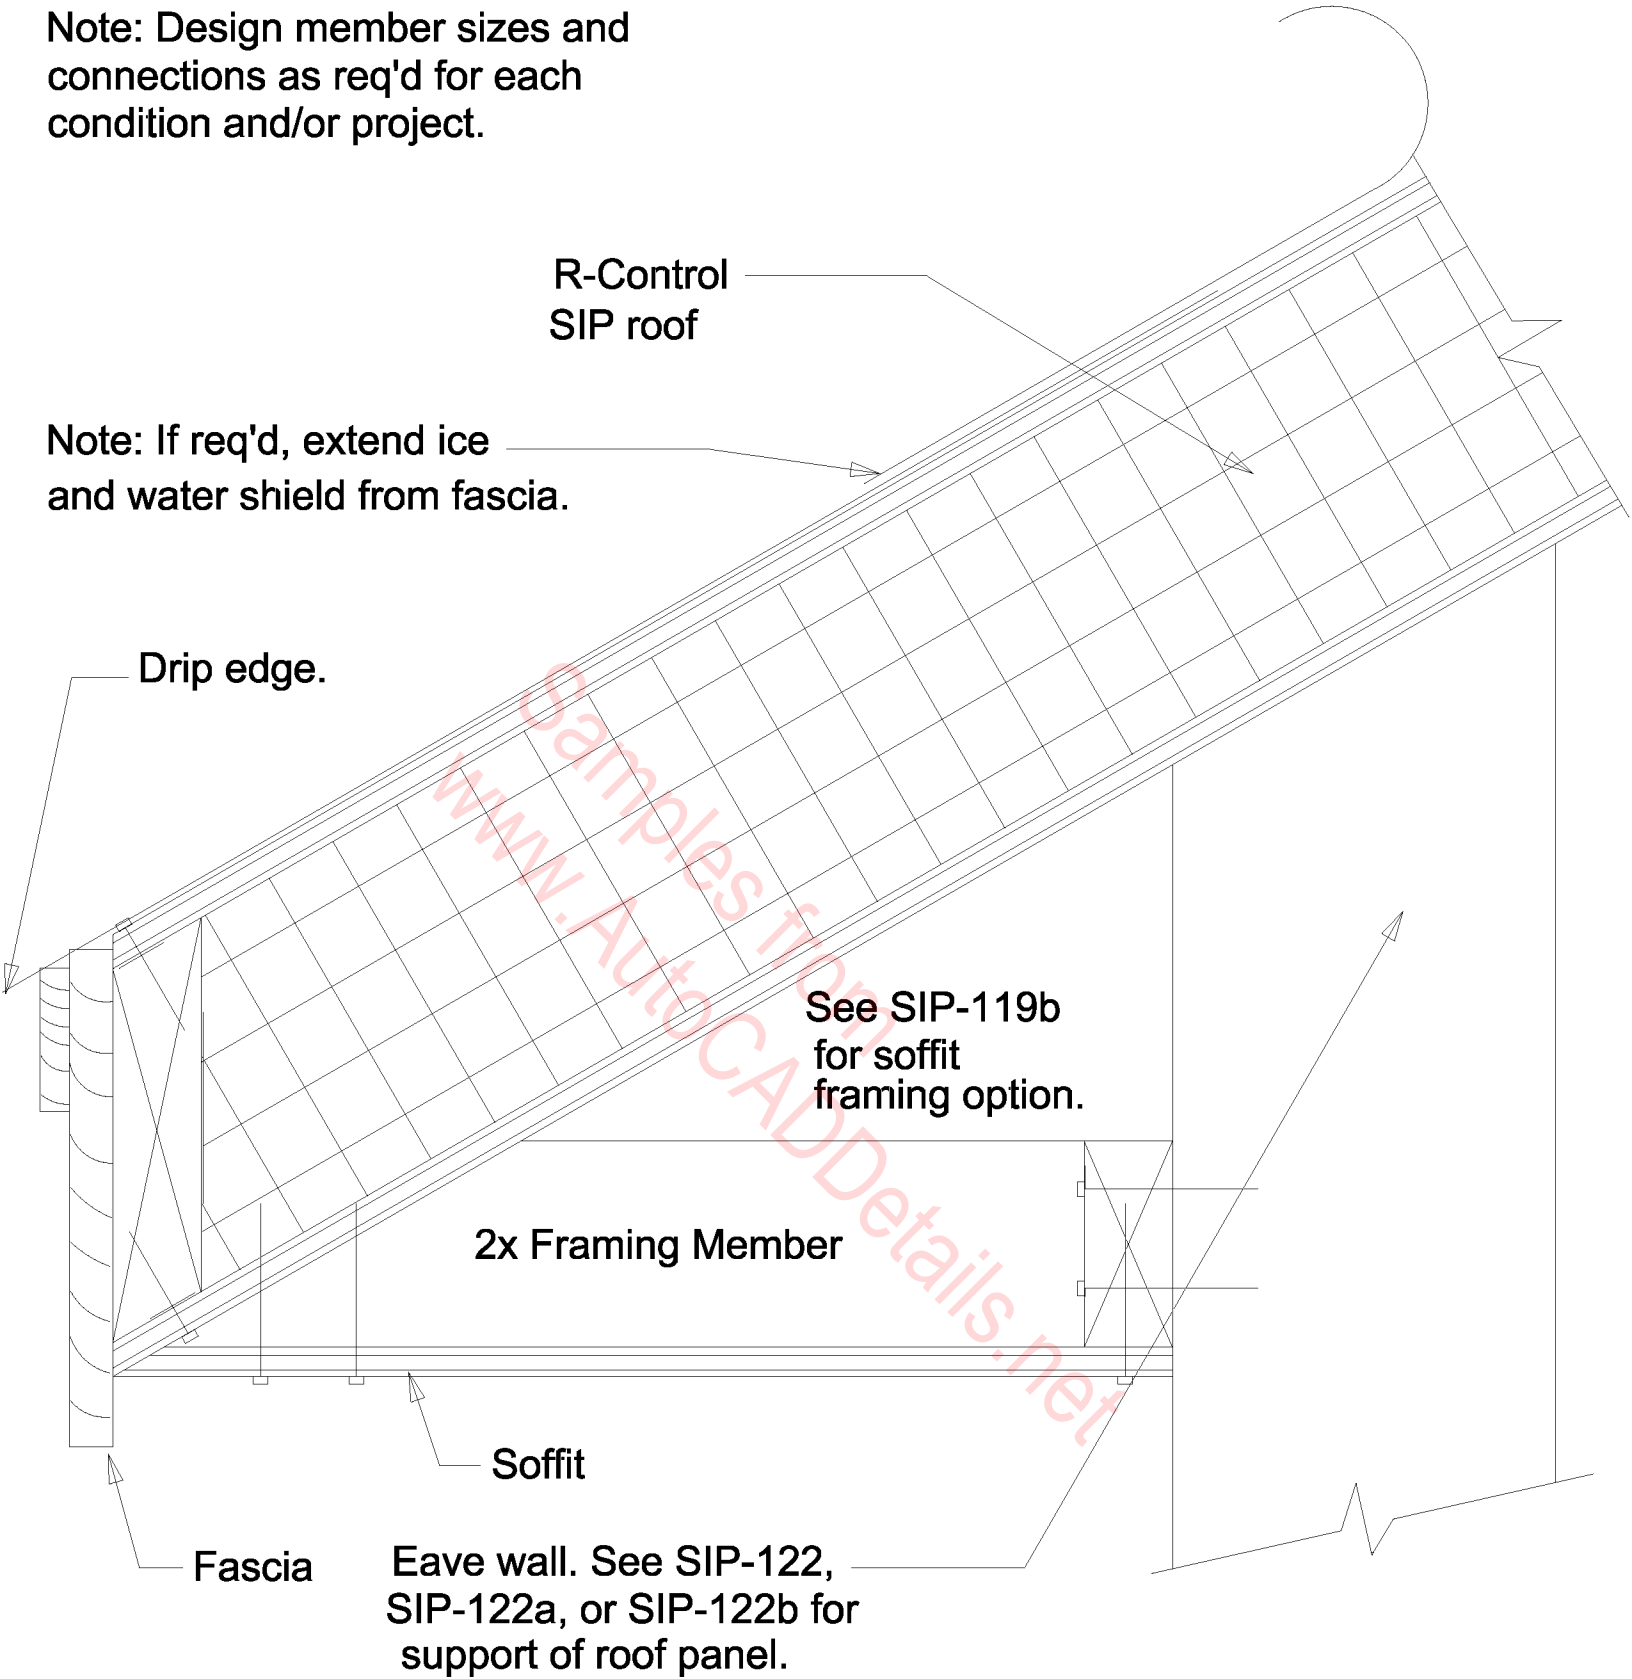 Note: Design member sizes and
connections as req'd for each
condition and/or project.
R-Control
SIP roof
Note: If req'd, extend ice
and water shield from fascia.
Drip edge.
Samples from
www.AutoCADDetails.net
See SIP-119b
for soffit
framing option.
2x Framing Member
Soffit
Fascia
Eave wall. See SIP-122,
SIP-122a, or SIP-122b for
support of roof panel.